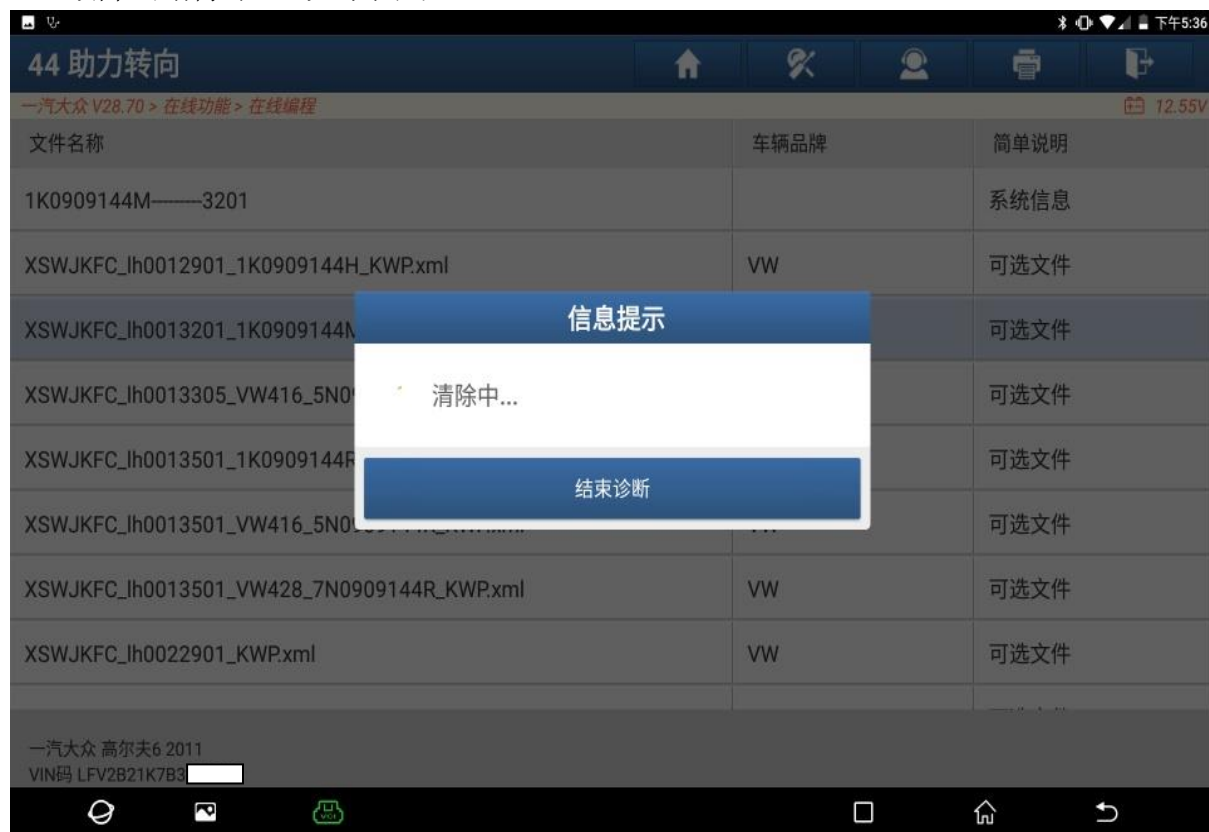 下午5:36
44 助力转向
一汽大众 V28.70 > 在线功能 > 在线编程
12.55V
文件名称 车辆品牌 简单说明
1K0909144M--------3201 系统信息
XSWJKFC_lh0012901_1K0909144H_KWP.xml VW 可选文件
XSWJKFC_lh0013201_1K0909144M 可选文件
XSWJKFC_lh0013305_VW416_5N0 可选文件
XSWJKFC_lh0013501_1K0909144R 可选文件
XSWJKFC_lh0013501_VW416_5N0 可选文件
XSWJKFC_lh0013501_VW428_7N0909144R_KWP.xml VW 可选文件
XSWJKFC_lh0022901_KWP.xml VW 可选文件
信息提示
清除中...
结束诊断
一汽大众 高尔夫6 2011
VIN码 LFV2B21K7B3
VCI